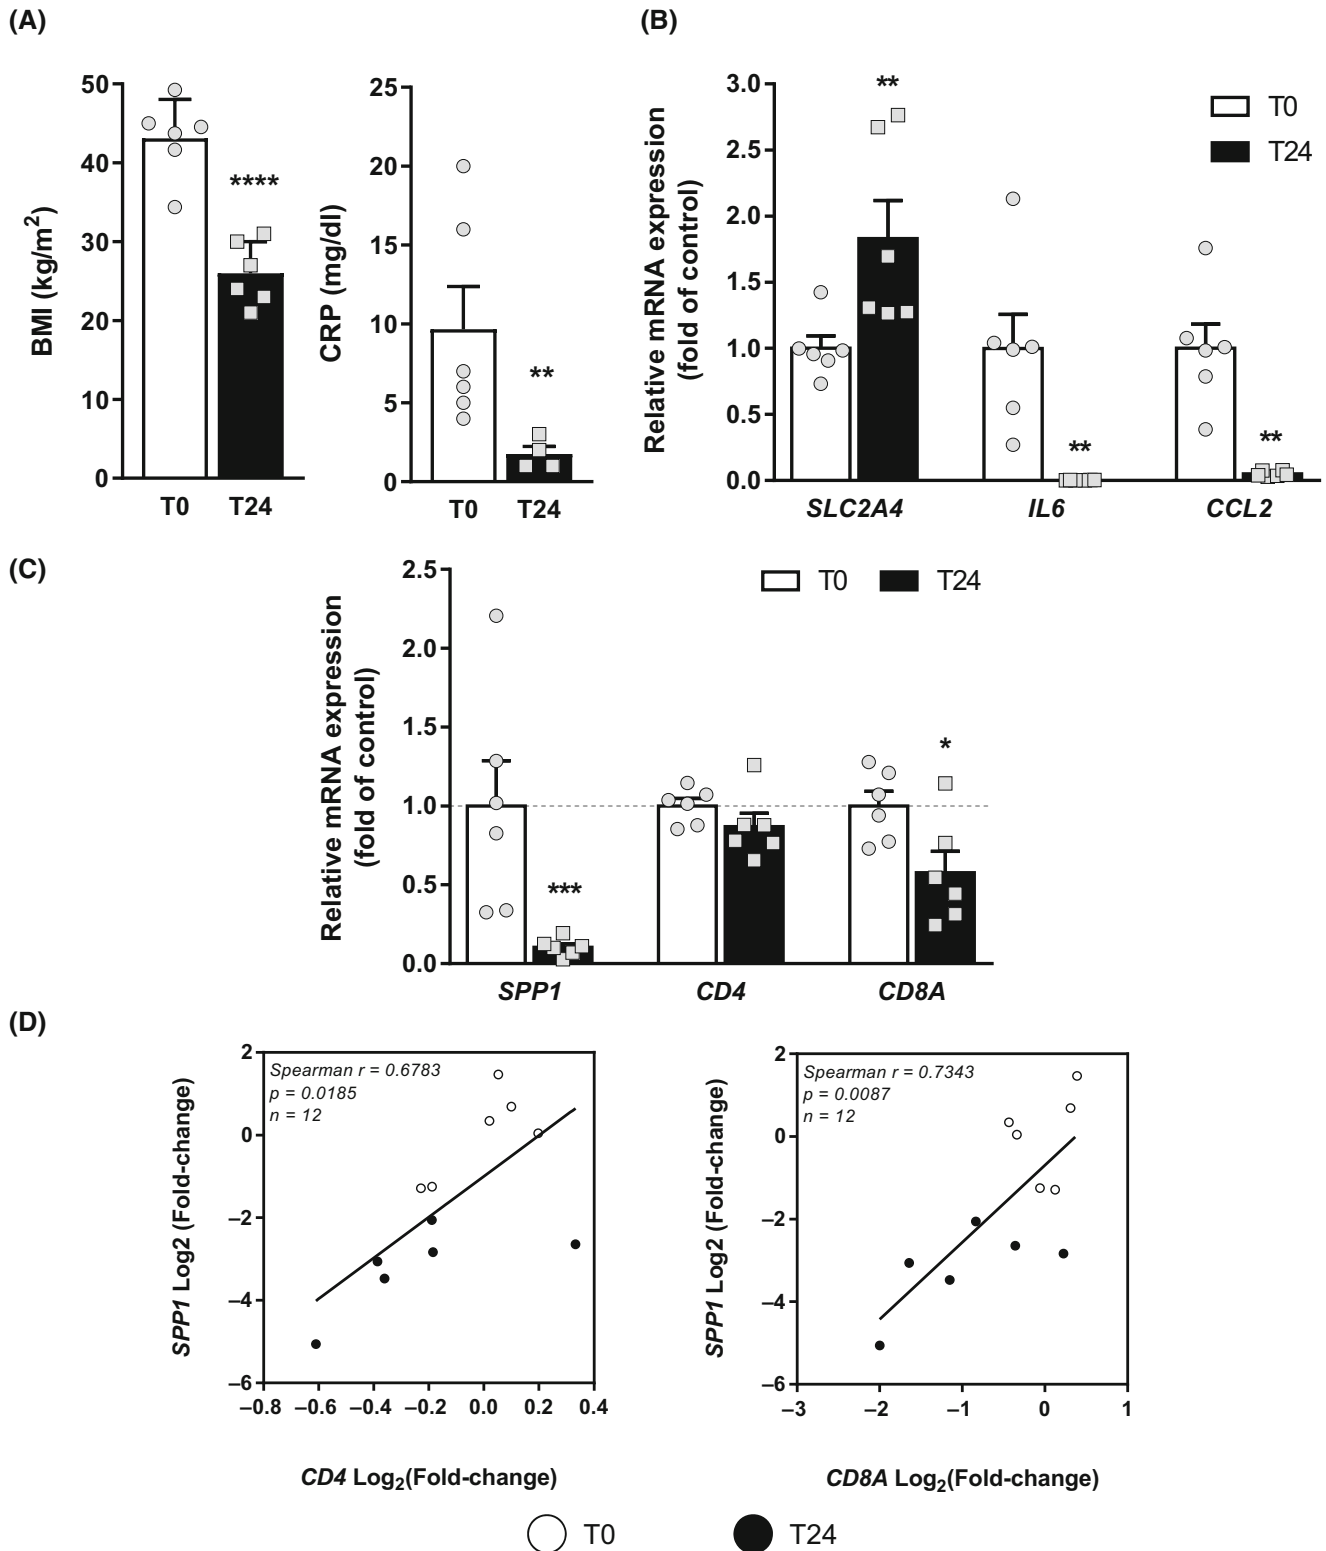 (A)
BMI (kg/m2)
50
40
30
20
10
0
****
T0
T24
CRP (mg/dl)
25
20
15
10
5
0
**
T0
T24
(B)
Relative mRNA expression
(fold of control)
3.0
2.5
2.0
1.5
1.0
0.5
0.0
**
**
**
T0
T24
SLC2A4
IL6
CCL2
(C)
Relative mRNA expression
(fold of control)
2.5
2.0
1.5
1.0
0.5
0.0
T0
T24
***
*
SPP1
CD4
CD8A
(D)
SPP1 Log2 (Fold-change)
2
0
–2
–4
–6
Spearman r = 0.6783
p = 0.0185
n = 12
–0.8 –0.6 –0.4 –0.2 0.0 0.2 0.4
CD4 Log2(Fold-change)
SPP1 Log2 (Fold-change)
2
0
–2
–4
–6
Spearman r = 0.7343
p = 0.0087
n = 12
–3 –2 –1 0 1
CD8A Log2(Fold-change)
T0
T24